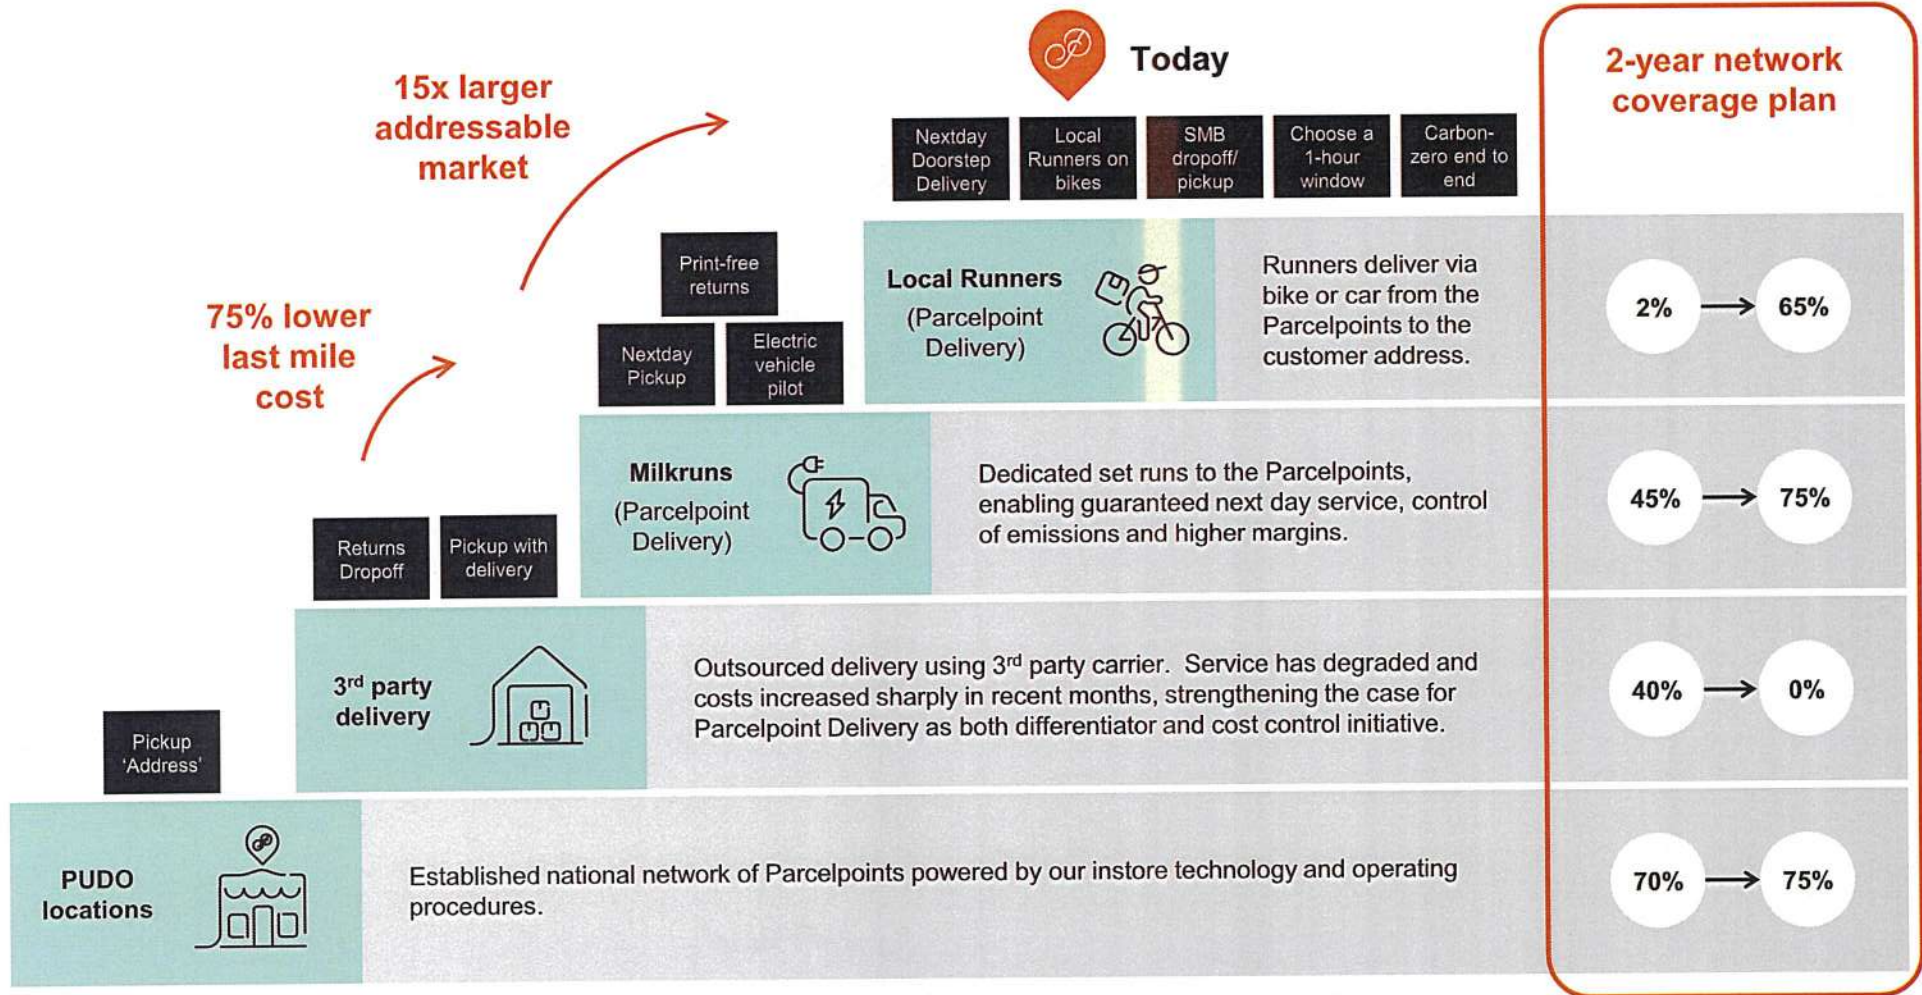 Today
2-year network
coverage plan
15x larger
addressable
market
75% lower
last mile
cost
Nextday
Doorstep
Delivery
Local
Runners on
bikes
SMB
dropoff/
pickup
Choose a
1-hour
window
Carbon-
zero end to
end
Local Runners
(Parcelpoint
Delivery)
Runners deliver via
bike or car from the
Parcelpoints to the
customer address.
2%
65%
Print-free
returns
Nextday
Pickup
Electric
vehicle
pilot
Milkruns
(Parcelpoint
Delivery)
Dedicated set runs to the Parcelpoints,
enabling guaranteed next day service, control
of emissions and higher margins.
45%
75%
Returns
Dropoff
Pickup with
delivery
3rd party
delivery
Outsourced delivery using 3rd party carrier. Service has degraded and
costs increased sharply in recent months, strengthening the case for
Parcelpoint Delivery as both differentiator and cost control initiative.
40%
0%
Pickup
‘Address’
PUDO
locations
Established national network of Parcelpoints powered by our instore technology and operating
procedures.
70%
75%